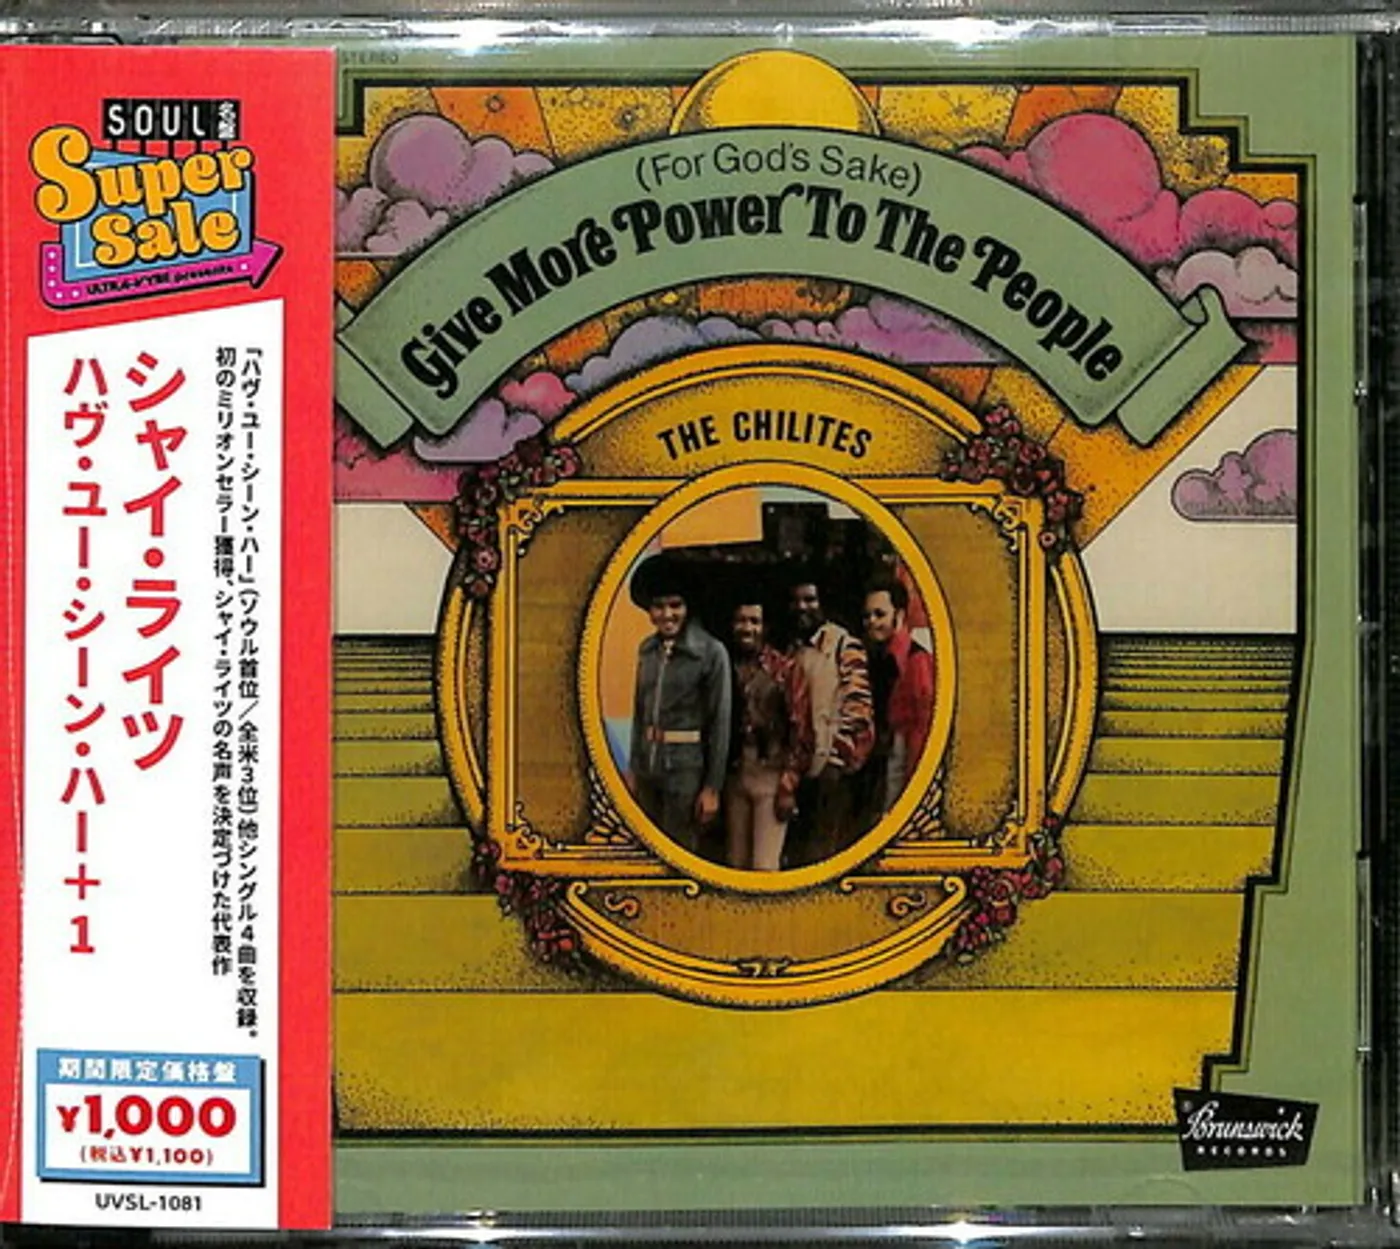 SOUL名盤
Super
Sale
ULTRA-VYBE presents
「ハヴ・ユー・シーン・ハー」(ソウル首位/全米3位)他シングル4曲を収録。
初のミリオンセラー獲得、シャイ・ライツの名声を決定づけた代表作
シャイ・ライツ
ハヴ・ユー・シーン・ハー+1
期間限定価格盤
¥1,000
(税込¥1,100)
UVSL-1081
STEREO
(For God's Sake)
Give More Power To The People
THE CHILITES
Brunswick
RECORDS